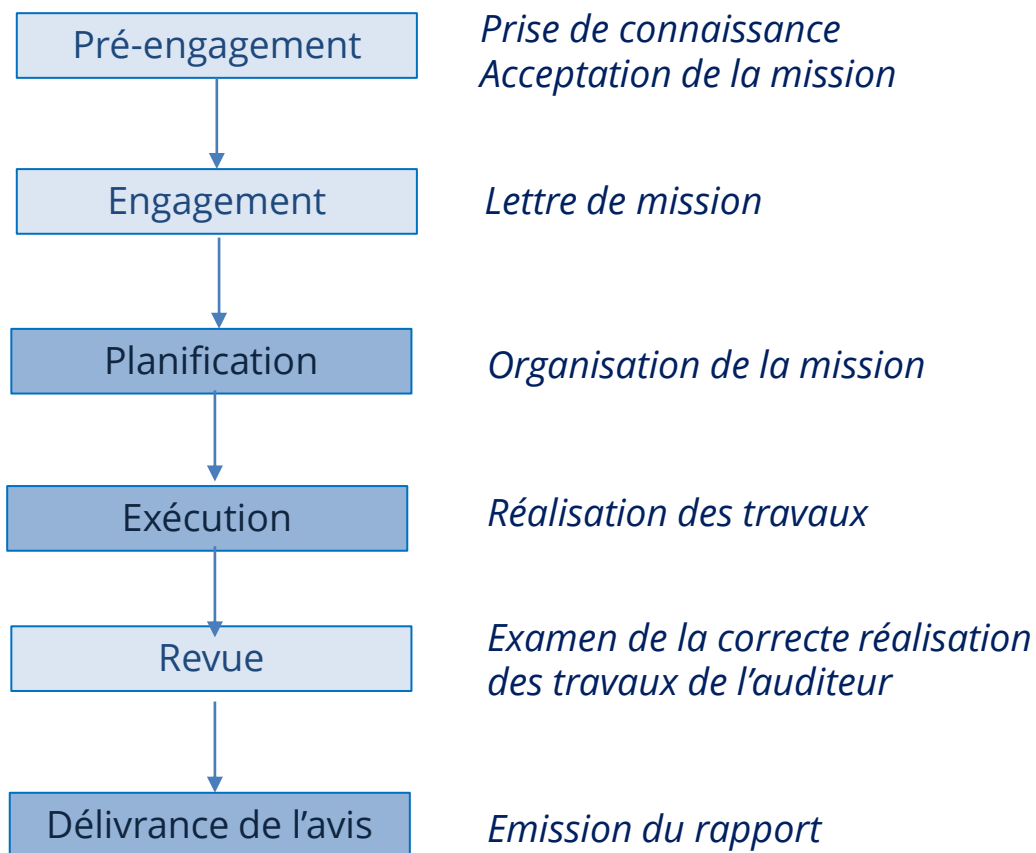 Pré-engagement
Prise de connaissance
Acceptation de la mission
Engagement
Lettre de mission
Planification
Organisation de la mission
Exécution
Réalisation des travaux
Revue
Examen de la correcte réalisation
des travaux de l’auditeur
Délivrance de l’avis
Emission du rapport